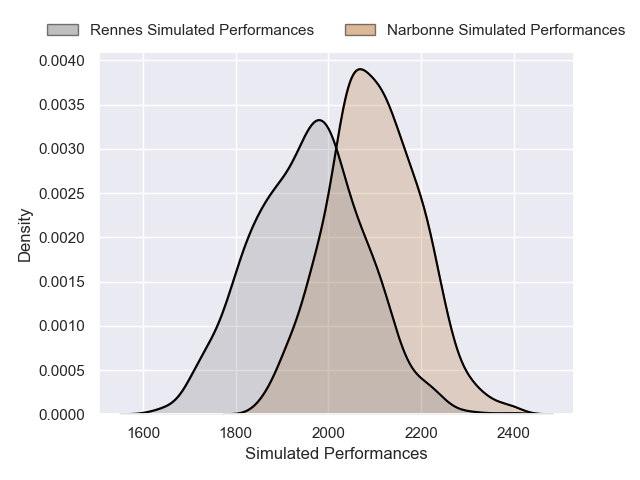 Rennes Simulated Performances Narbonne Simulated Performances
0.0040
0.0035
0.0030
0.0025
0.0020
0.0015
0.0010
0.0005
0.0000
Density
1600 1800 2000 2200 2400
Simulated Performances